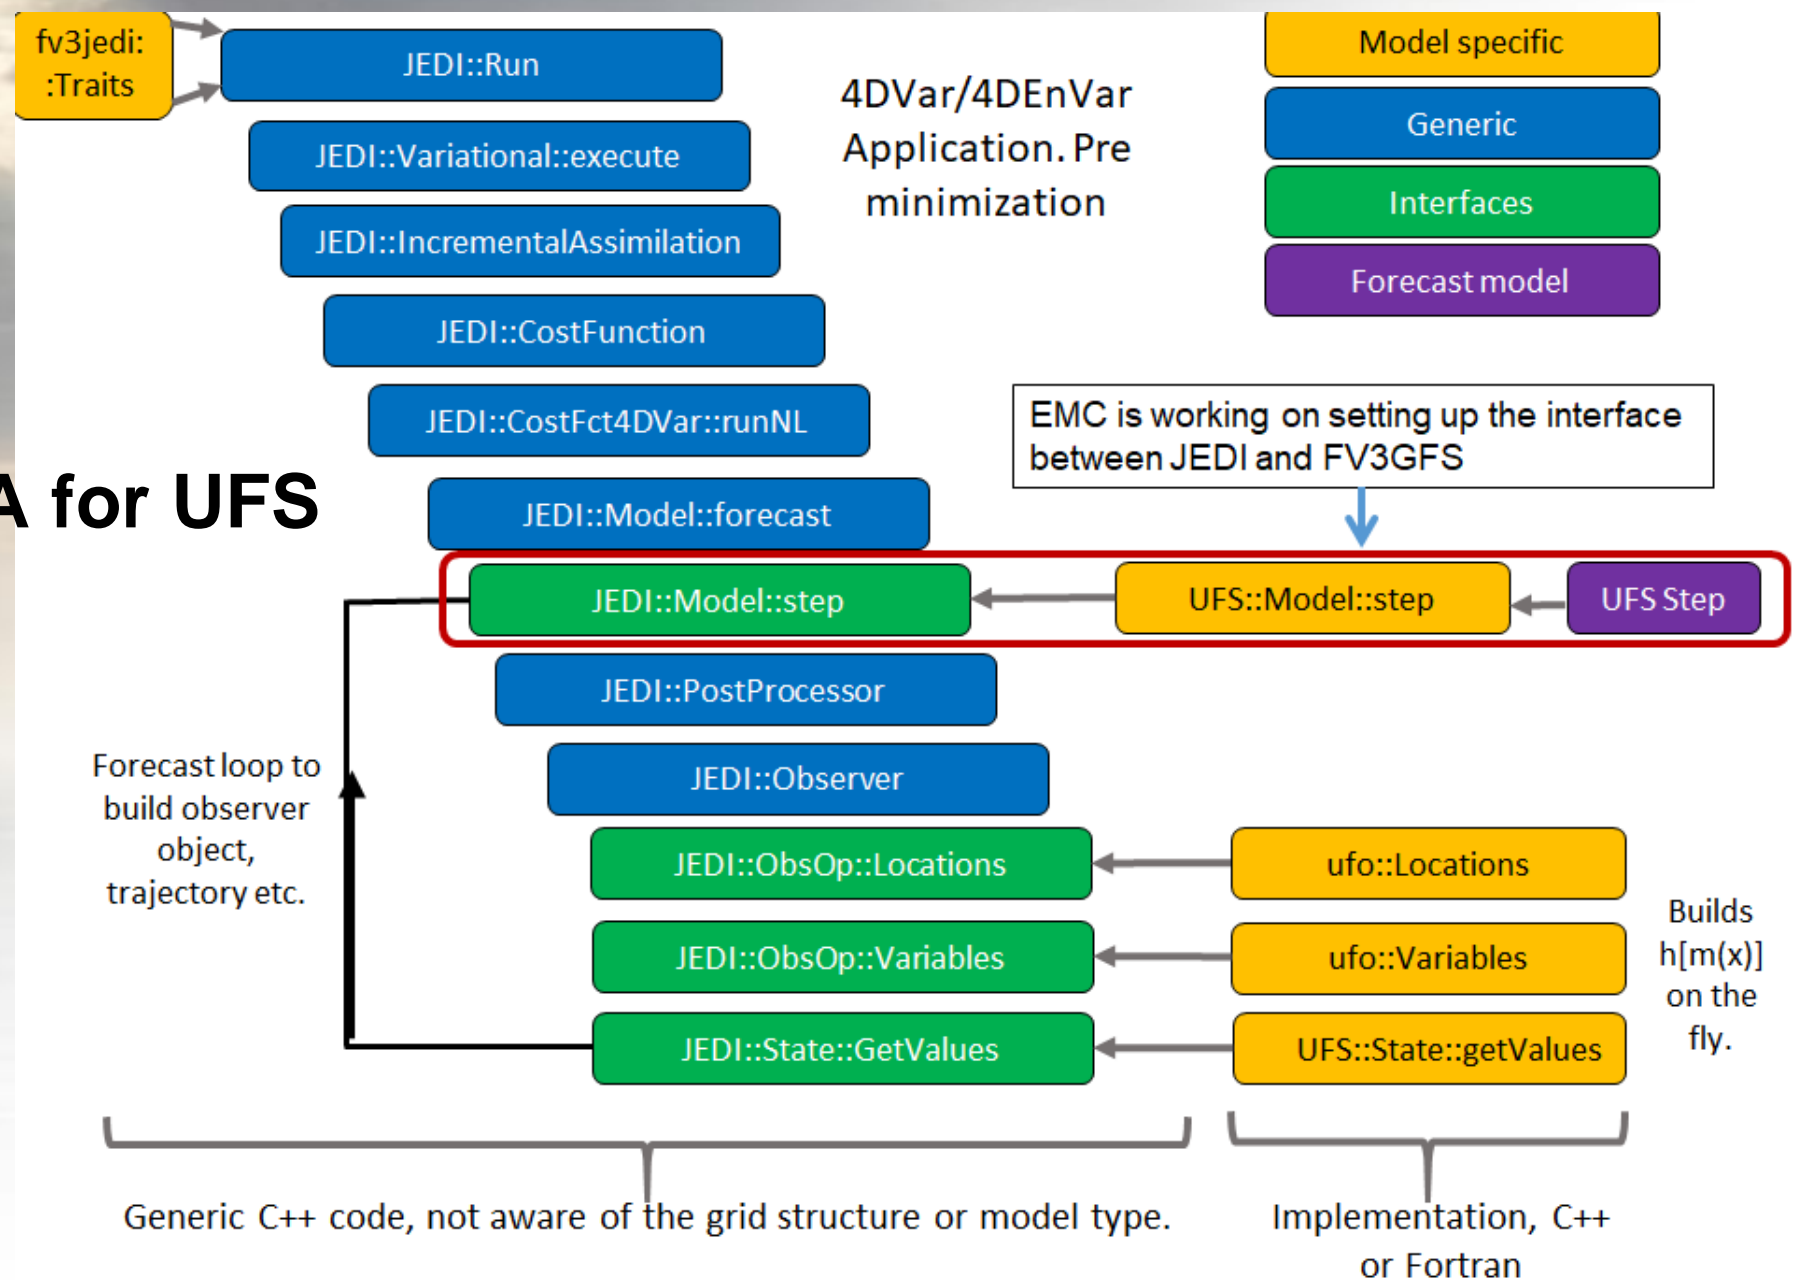 fv3jedi:
:Traits
JEDI::Run
JEDI::Variational::execute
JEDI::IncrementalAssimilation
JEDI::CostFunction
JEDI::CostFct4DVar::runNL
JEDI::Model::forecast
4DVar/4DEnVar
Application. Pre
minimization
Model specific
Generic
Interfaces
Forecast model
EMC is working on setting up the interface
between JEDI and FV3GFS
A for UFS
JEDI::Model::step
UFS::Model::step
UFS Step
JEDI::PostProcessor
JEDI::Observer
Forecast loop to
build observer
object,
trajectory etc.
JEDI::ObsOp::Locations
ufo::Locations
JEDI::ObsOp::Variables
ufo::Variables
JEDI::State::GetValues
UFS::State::getValues
Builds
h[m(x)]
on the
fly.
Generic C++ code, not aware of the grid structure or model type.
Implementation, C++
or Fortran